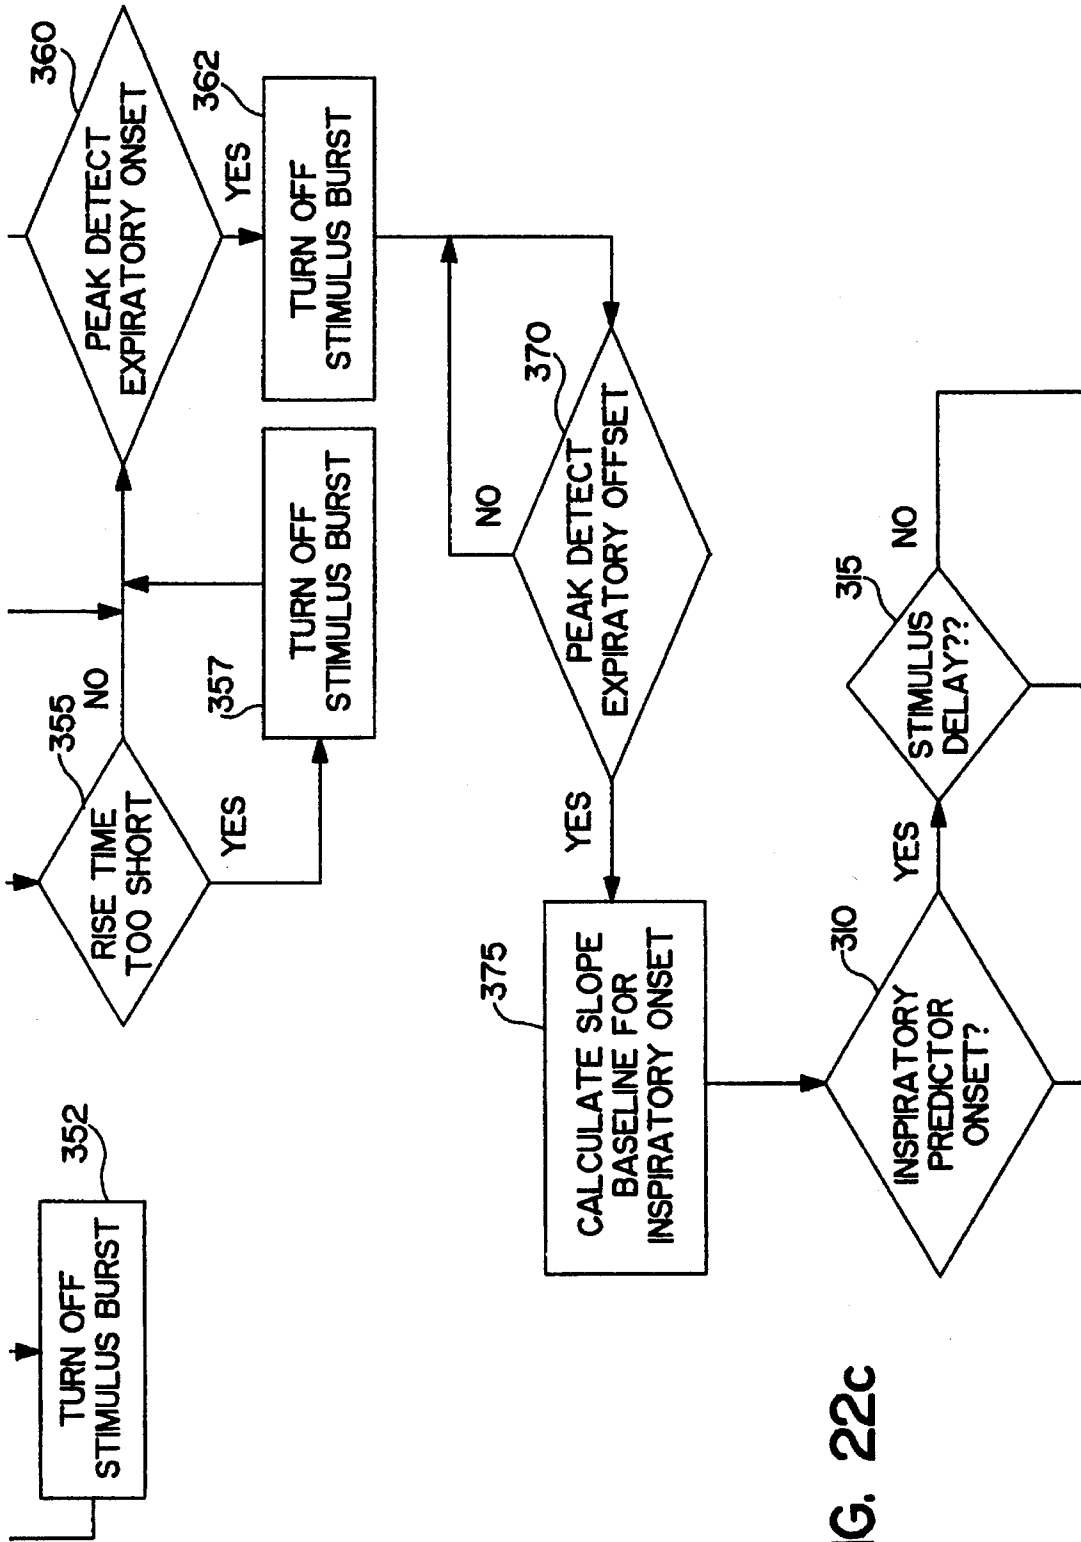 360
PEAK DETECT
EXPIRATORY ONSET
YES
362
TURN OFF
STIMULUS BURST
355
RISE TIME
TOO SHORT
NO
YES
357
TURN OFF
STIMULUS BURST
352
TURN OFF
STIMULUS BURST
370
PEAK DETECT
EXPIRATORY OFFSET
NO
YES
375
CALCULATE SLOPE
BASELINE FOR
INSPIRATORY ONSET
310
INSPIRATORY
PREDICTOR
ONSET?
YES
315
STIMULUS
DELAY??
NO
G. 22c